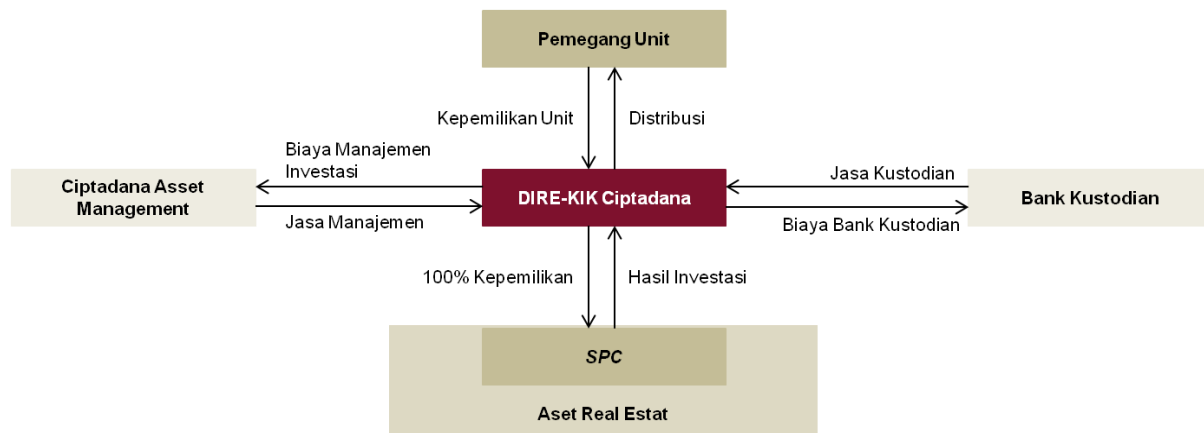 Pemegang Unit
Kepemilikan Unit
Distribusi
Biaya Manajemen
Investasi
Jasa Kustodian
Ciptadana Asset
Management
DIRE-KIK Ciptadana
Bank Kustodian
Jasa Manajemen
Biaya Bank Kustodian
100% Kepemilikan
Hasil Investasi
SPC
Aset Real Estat